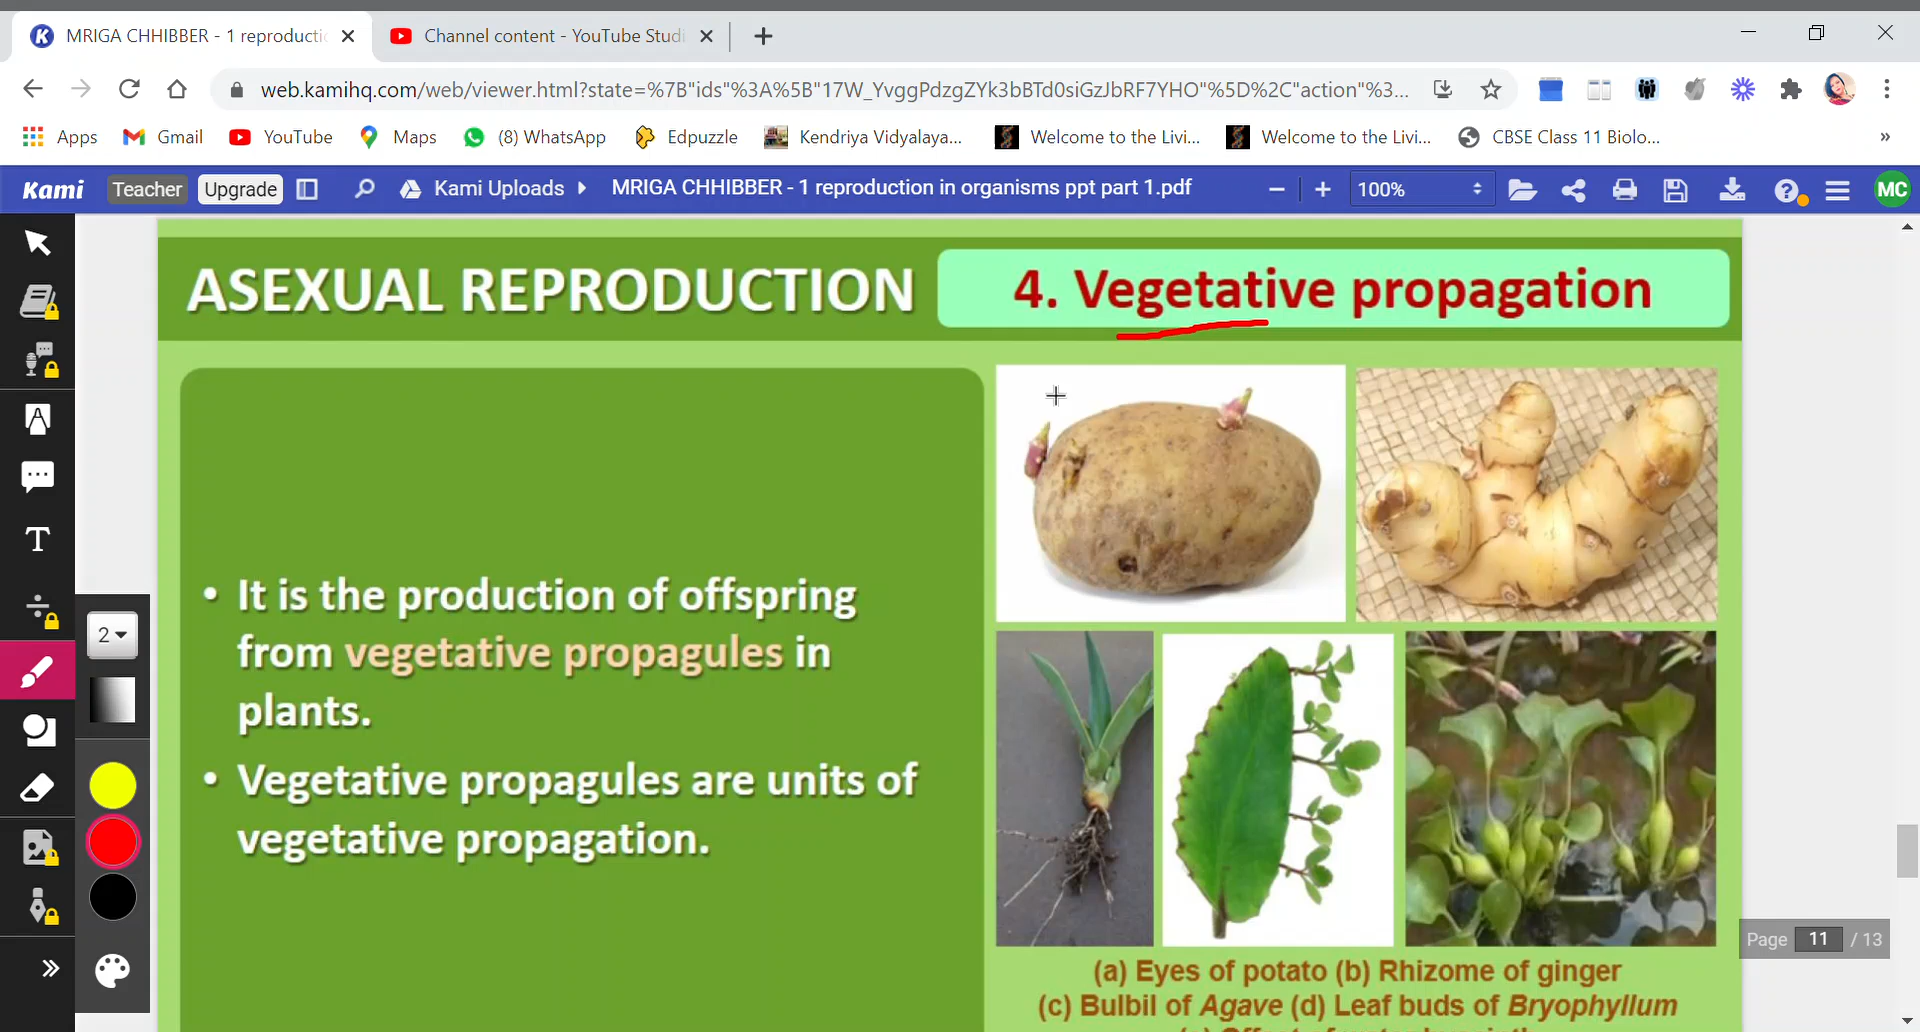 MRIGA CHHIBBER - 1 reproducti
Channel content - YouTube Studi
web.kamihq.com/web/viewer.html?state=%7B"ids"%3A%5B"17W_YvggPdzgZYk3bBTd0siGzJbRF7YHO"%5D%2C"action"%3...
Apps Gmail YouTube Maps (8) WhatsApp Edpuzzle Kendriya Vidyalaya... Welcome to the Livi... Welcome to the Livi... CBSE Class 11 Biolo... »
Kami Teacher Upgrade Kami Uploads MRIGA CHHIBBER - 1 reproduction in organisms ppt part 1.pdf 100% MC
ASEXUAL REPRODUCTION
4. Vegetative propagation
• It is the production of offspring
from vegetative propagules in
plants.
• Vegetative propagules are units of
vegetative propagation.
2
Page 11 / 13
(a) Eyes of potato (b) Rhizome of ginger
(c) Bulbil of Agave (d) Leaf buds of Bryophyllum